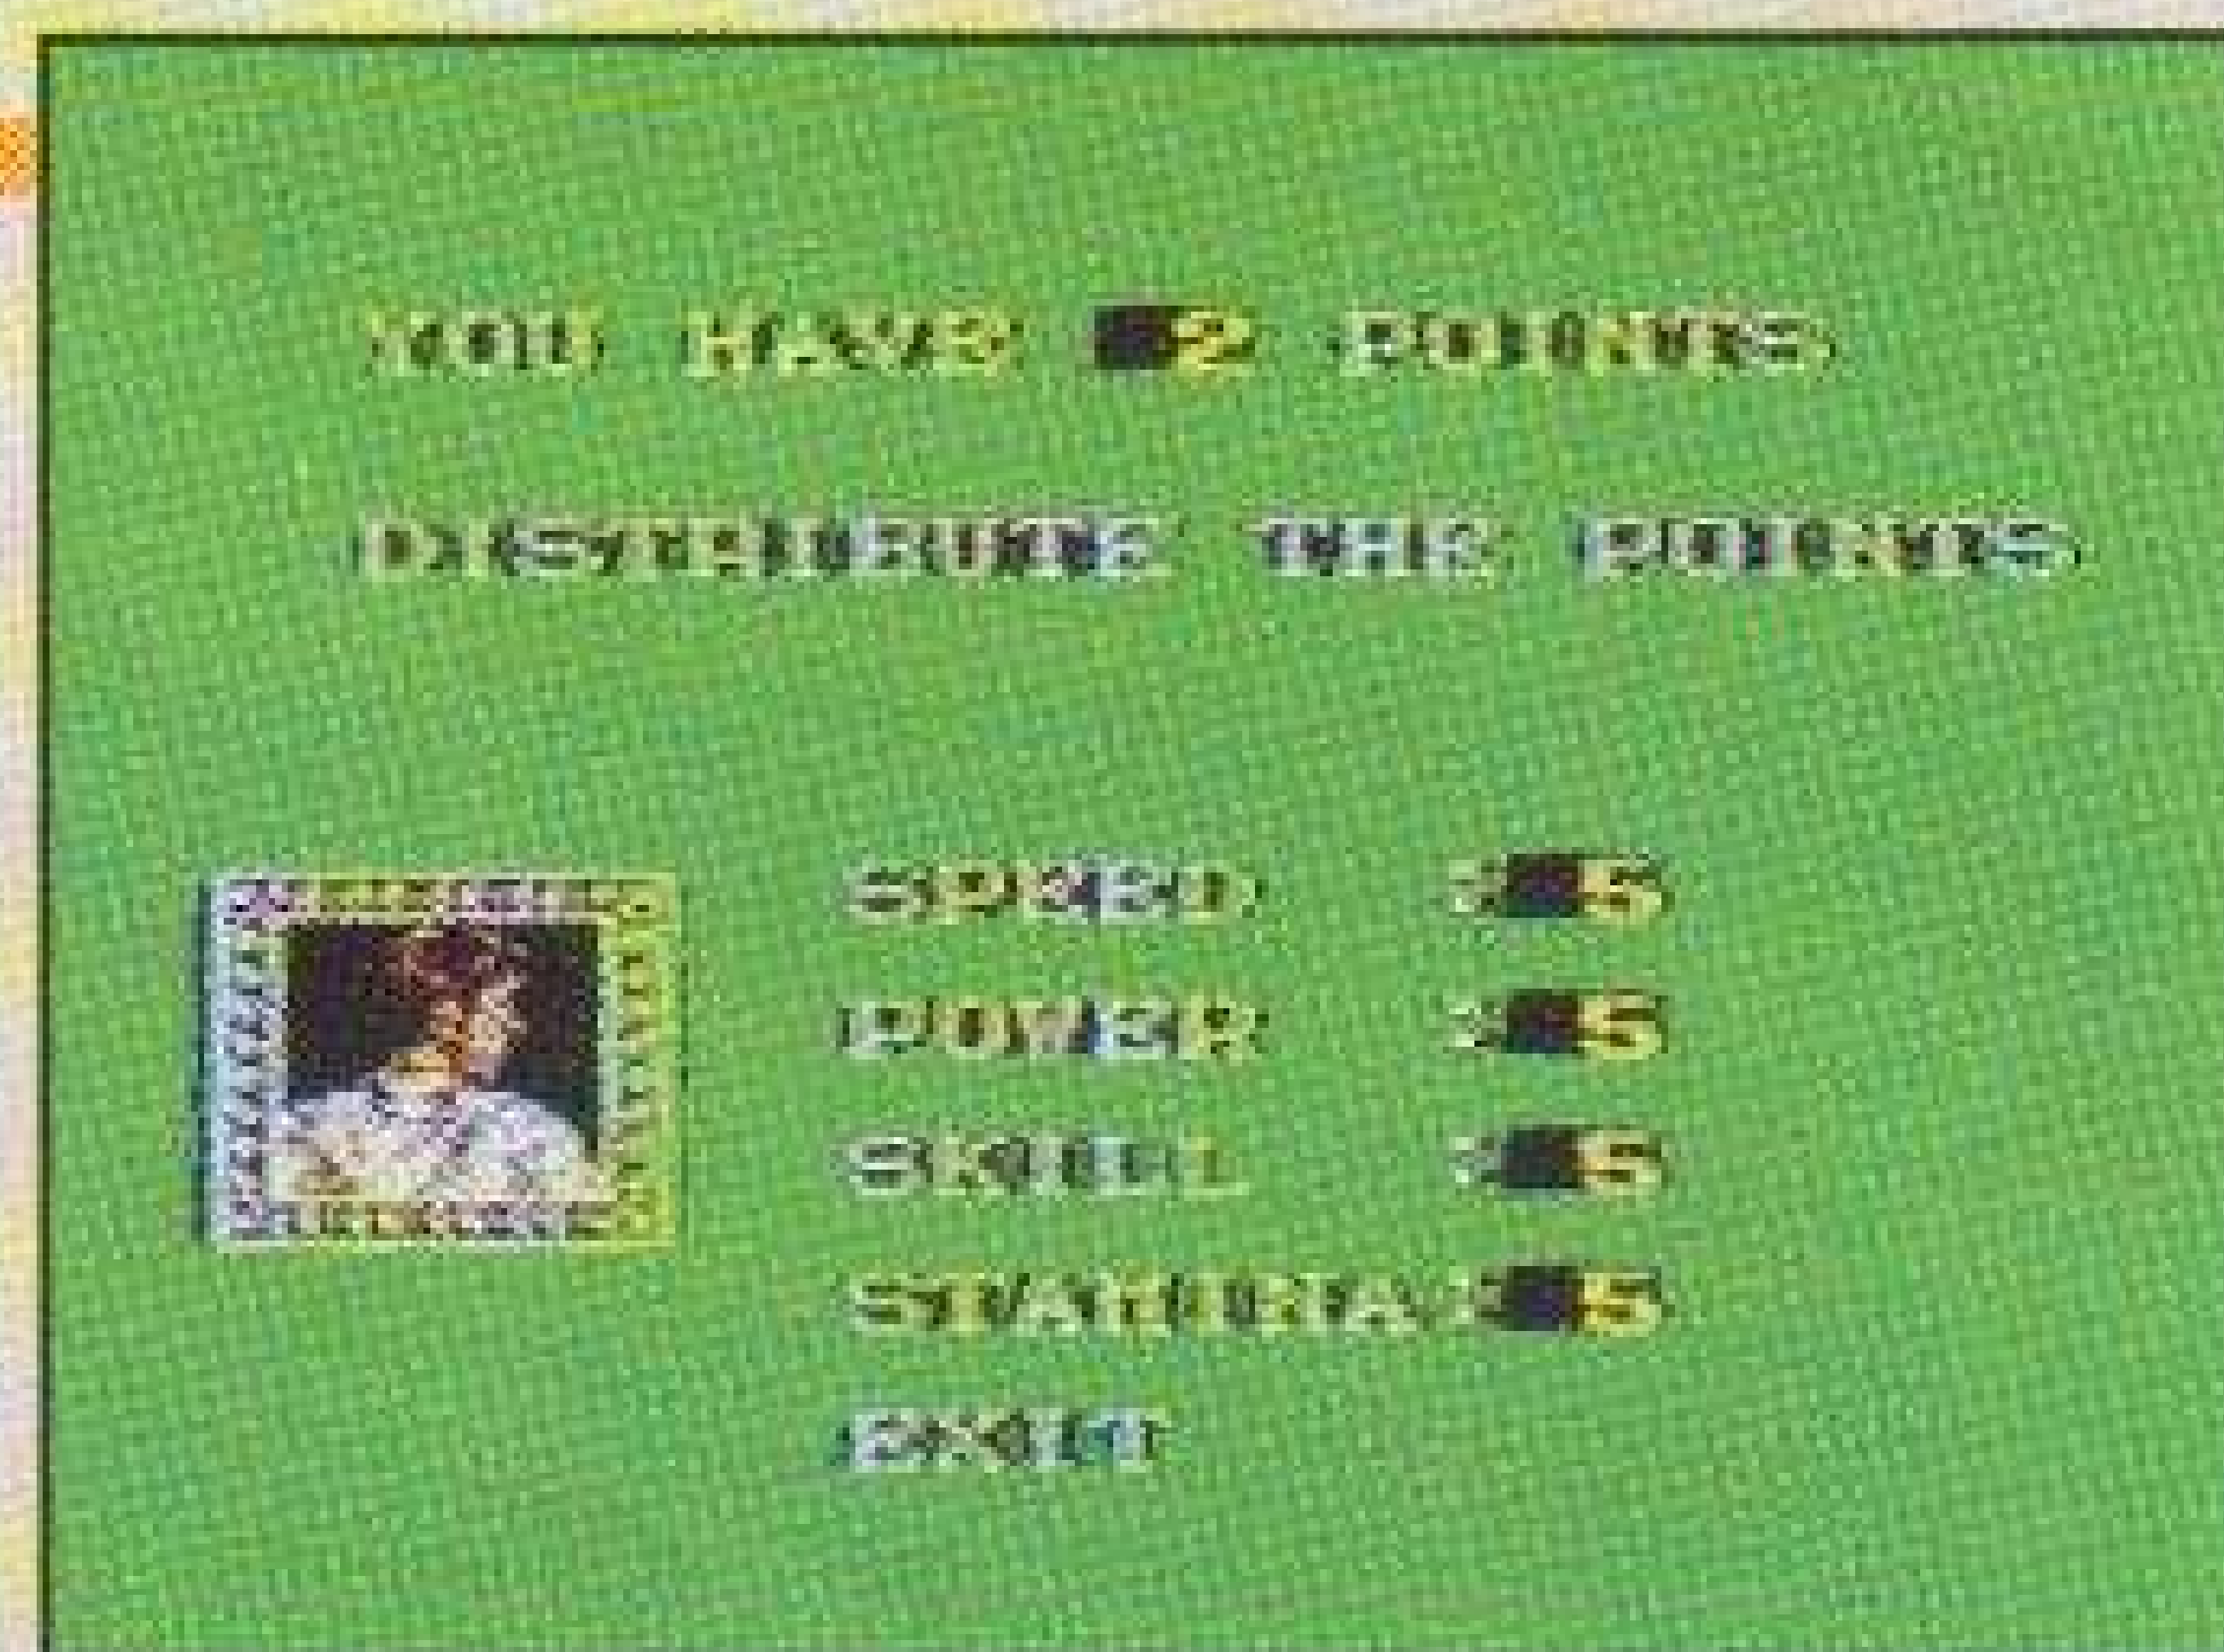 YOU HAVE 2 POINTS
DISTRIBUTE THE POINTS
SPEED 5
POWER 5
SKILL 5
STAMINA 5
EXIT